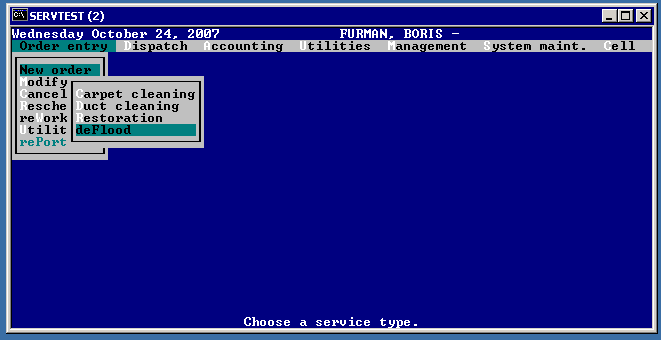 SERVTEST (2)
Wednesday October 24, 2007 FURMAN, BORIS -
Order entry Dispatch Accounting Utilities Management System maint. Cell
New order
Modify
Cancel
Resche
reWork
Utilit
rePort
Carpet cleaning
Duct cleaning
Restoration
deFlood
Choose a service type.